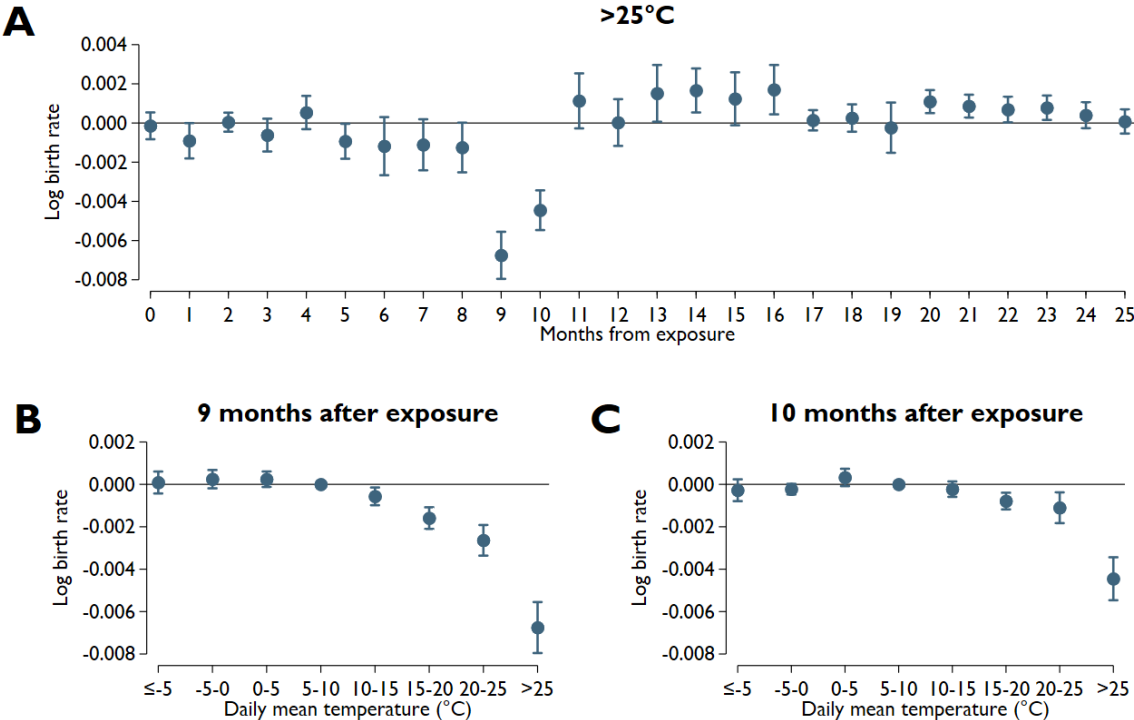 A
>25°C
0.004
0.002
0.000
-0.002
-0.004
-0.006
-0.008
Log birth rate
0 1 2 3 4 5 6 7 8 9 10 11 12 13 14 15 16 17 18 19 20 21 22 23 24 25
Months from exposure
B
9 months after exposure
0.002
0.000
-0.002
-0.004
-0.006
-0.008
Log birth rate
≤-5 -5-0 0-5 5-10 10-15 15-20 20-25 >25
Daily mean temperature (°C)
C
10 months after exposure
0.002
0.000
-0.002
-0.004
-0.006
-0.008
Log birth rate
≤-5 -5-0 0-5 5-10 10-15 15-20 20-25 >25
Daily mean temperature (°C)